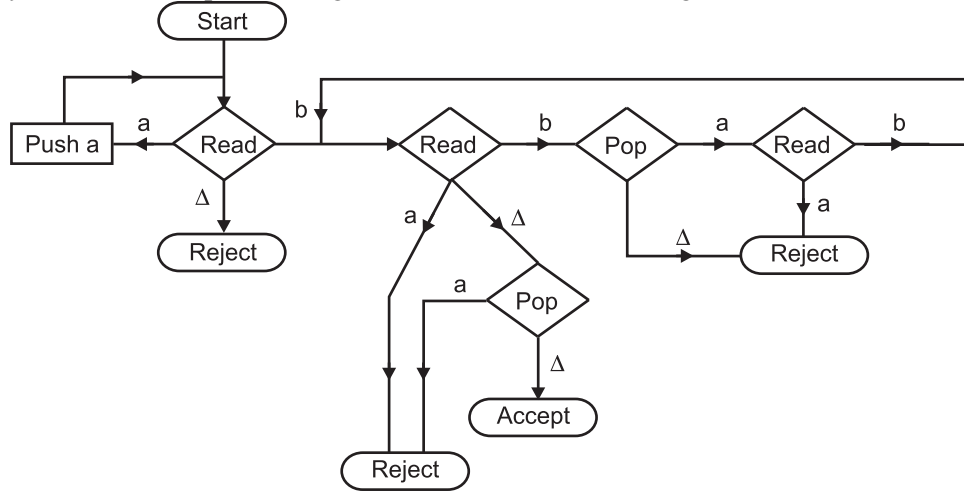 Start
b
Push a
a
Read
Read
b
Pop
a
Read
b
Δ
a
Δ
a
Reject
Δ
Reject
a
Pop
Δ
Accept
Reject